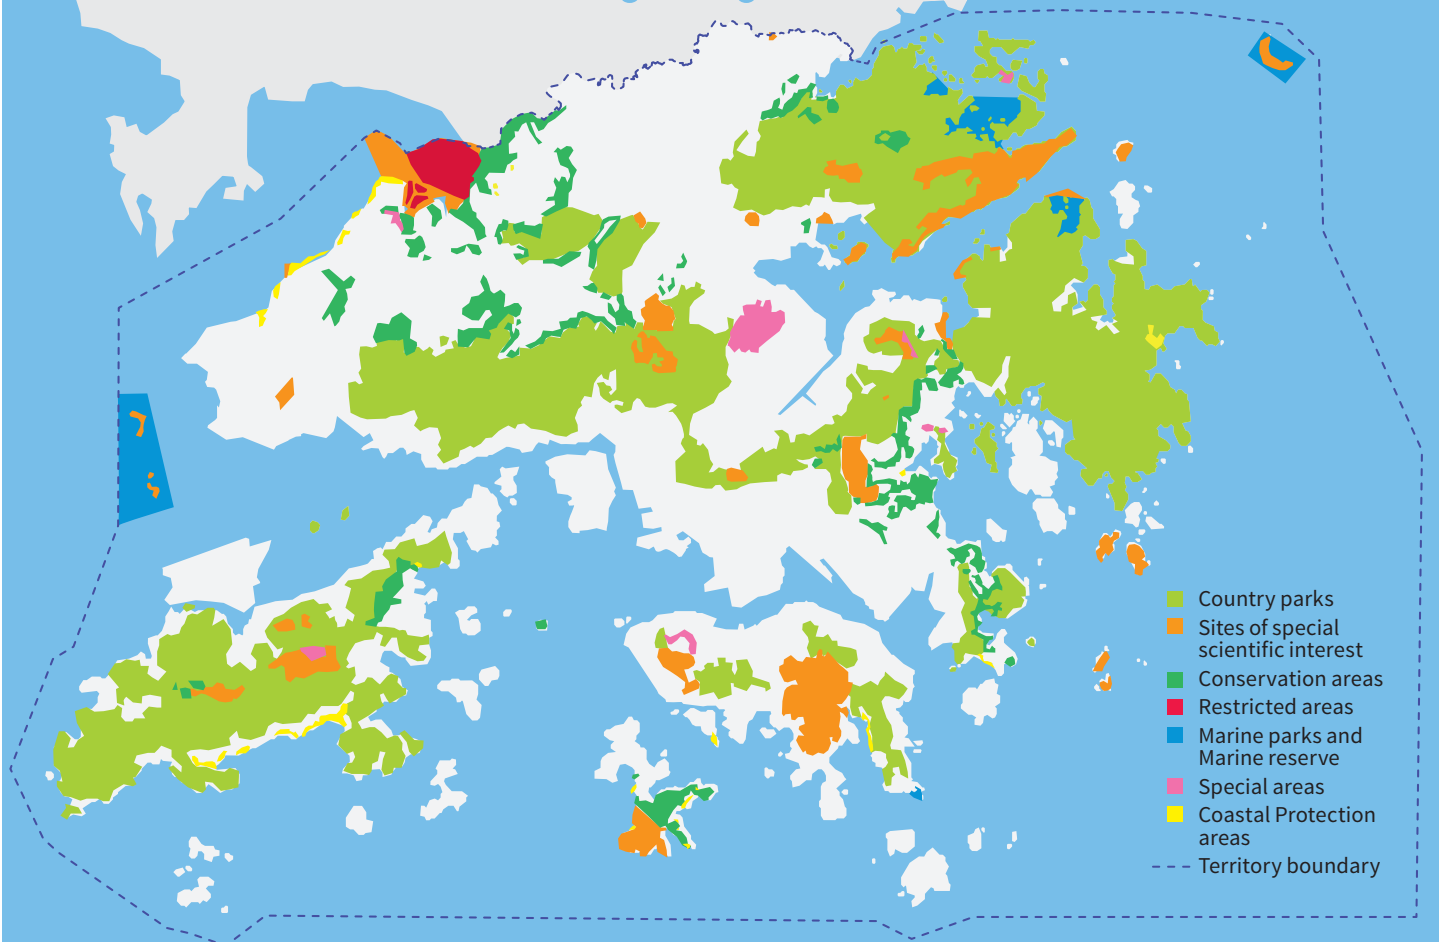 Country parks
Sites of special
scientific interest
Conservation areas
Restricted areas
Marine parks and
Marine reserve
Special areas
Coastal Protection
areas
Territory boundary